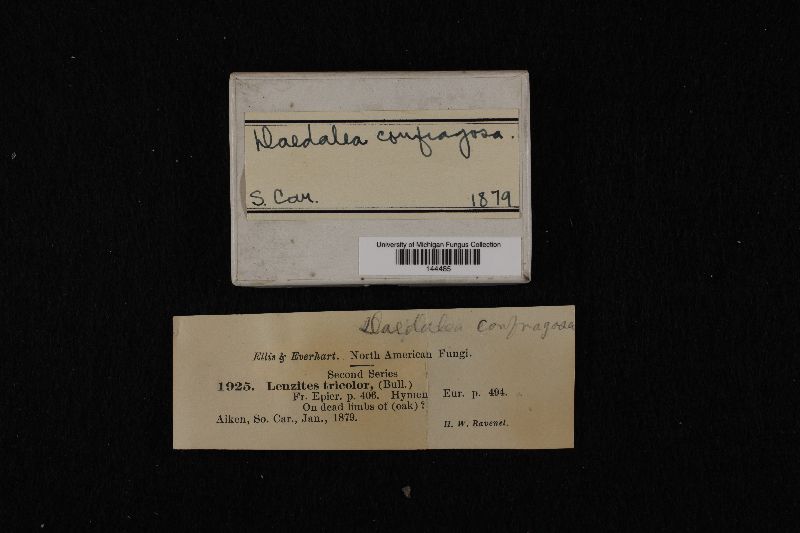 Daedalea confragosa.
S. Car. 1879
University of Michigan Fungus Collection
144465
Daedalea confragosa
Ellis & Everhart. North American Fungi.
Second Series
1925. Lenzites tricolor, (Bull.)
Fr. Epicr. p. 406. Hymen Eur. p. 494.
On dead limbs of (oak)?
Aiken, So. Car., Jan., 1879. H. W. Ravenel.